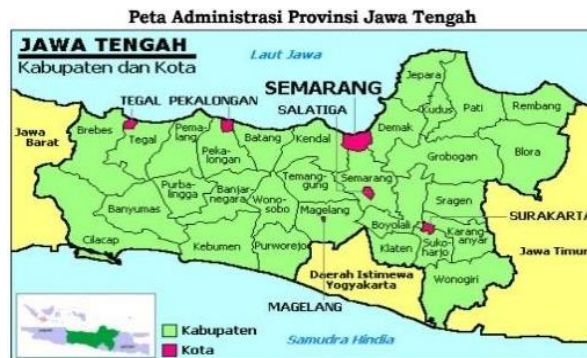 Peta Administrasi Provinsi Jawa Tengah
JAWA TENGAH
Kabupaten dan Kota
Laut Jawa
SEMARANG
TEGAL
PEKALONGAN
SALATIGA
Jepara
Kudus
Pati
Rembang
Demak
Jawa
Barat
Brebes
Tegal
Pema-
lang
Peka-
longan
Batang
Kendal
Grobogan
Blora
Temang-
gung
Semarang
Purba-
lingga
Banjar-
negara
Wono-
sobo
Banyumas
Magelang
Boyolali
Sragen
SURAKARTA
Karang-
anyar
Suko-
harjo
Klaten
Jawa Timur
Cilacap
Kebumen
Purworejo
Daerah Istimewa
Yogyakarta
Wonogiri
MAGELANG
Kabupaten
Kota
Samudra Hindia